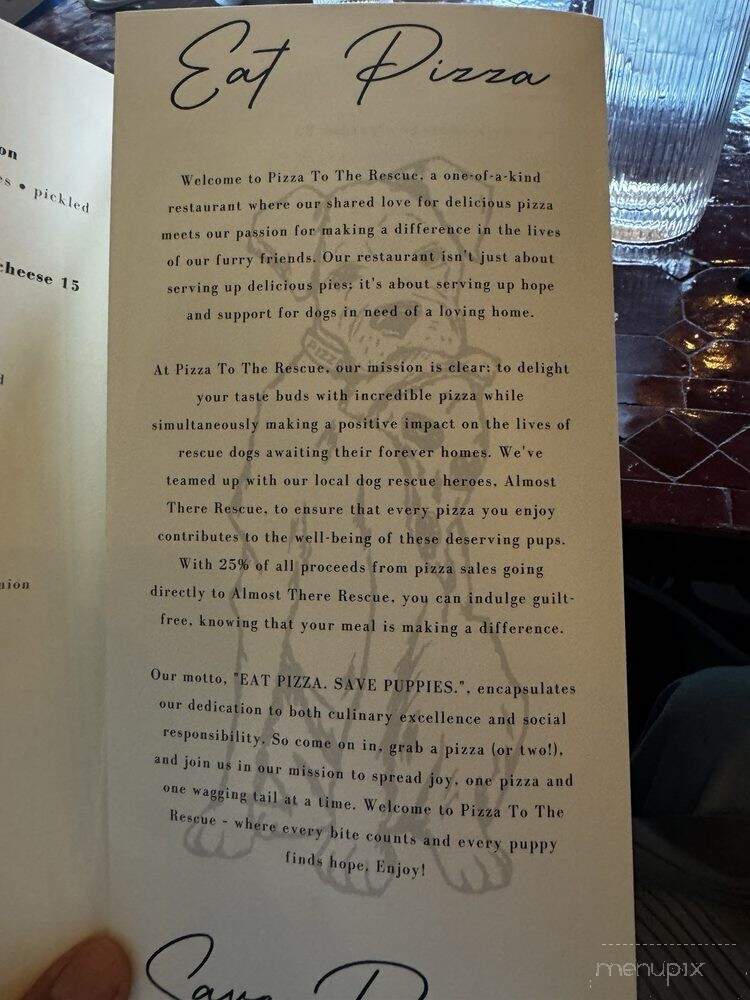 Eat Pizza
on
es • pickled
cheese 15
Welcome to Pizza To The Rescue, a one-of-a-kind
restaurant where our shared love for delicious pizza
meets our passion for making a difference in the lives
of our furry friends. Our restaurant isn't just about
serving up delicious pies; it's about serving up hope
and support for dogs in need of a loving home.
At Pizza To The Rescue, our mission is clear: to delight
your taste buds with incredible pizza while
simultaneously making a positive impact on the lives of
rescue dogs awaiting their forever homes. We've
teamed up with our local dog rescue heroes, Almost
There Rescue, to ensure that every pizza you enjoy
contributes to the well-being of these deserving pups.
With 25% of all proceeds from pizza sales going
directly to Almost There Rescue, you can indulge guilt-
free, knowing that your meal is making a difference.
Our motto, "EAT PIZZA. SAVE PUPPIES.", encapsulates
our dedication to both culinary excellence and social
responsibility. So come on in, grab a pizza (or two!),
and join us in our mission to spread joy, one pizza and
one wagging tail at a time. Welcome to Pizza To The
Rescue - where every bite counts and every puppy
finds hope. Enjoy!
Save P
menupix